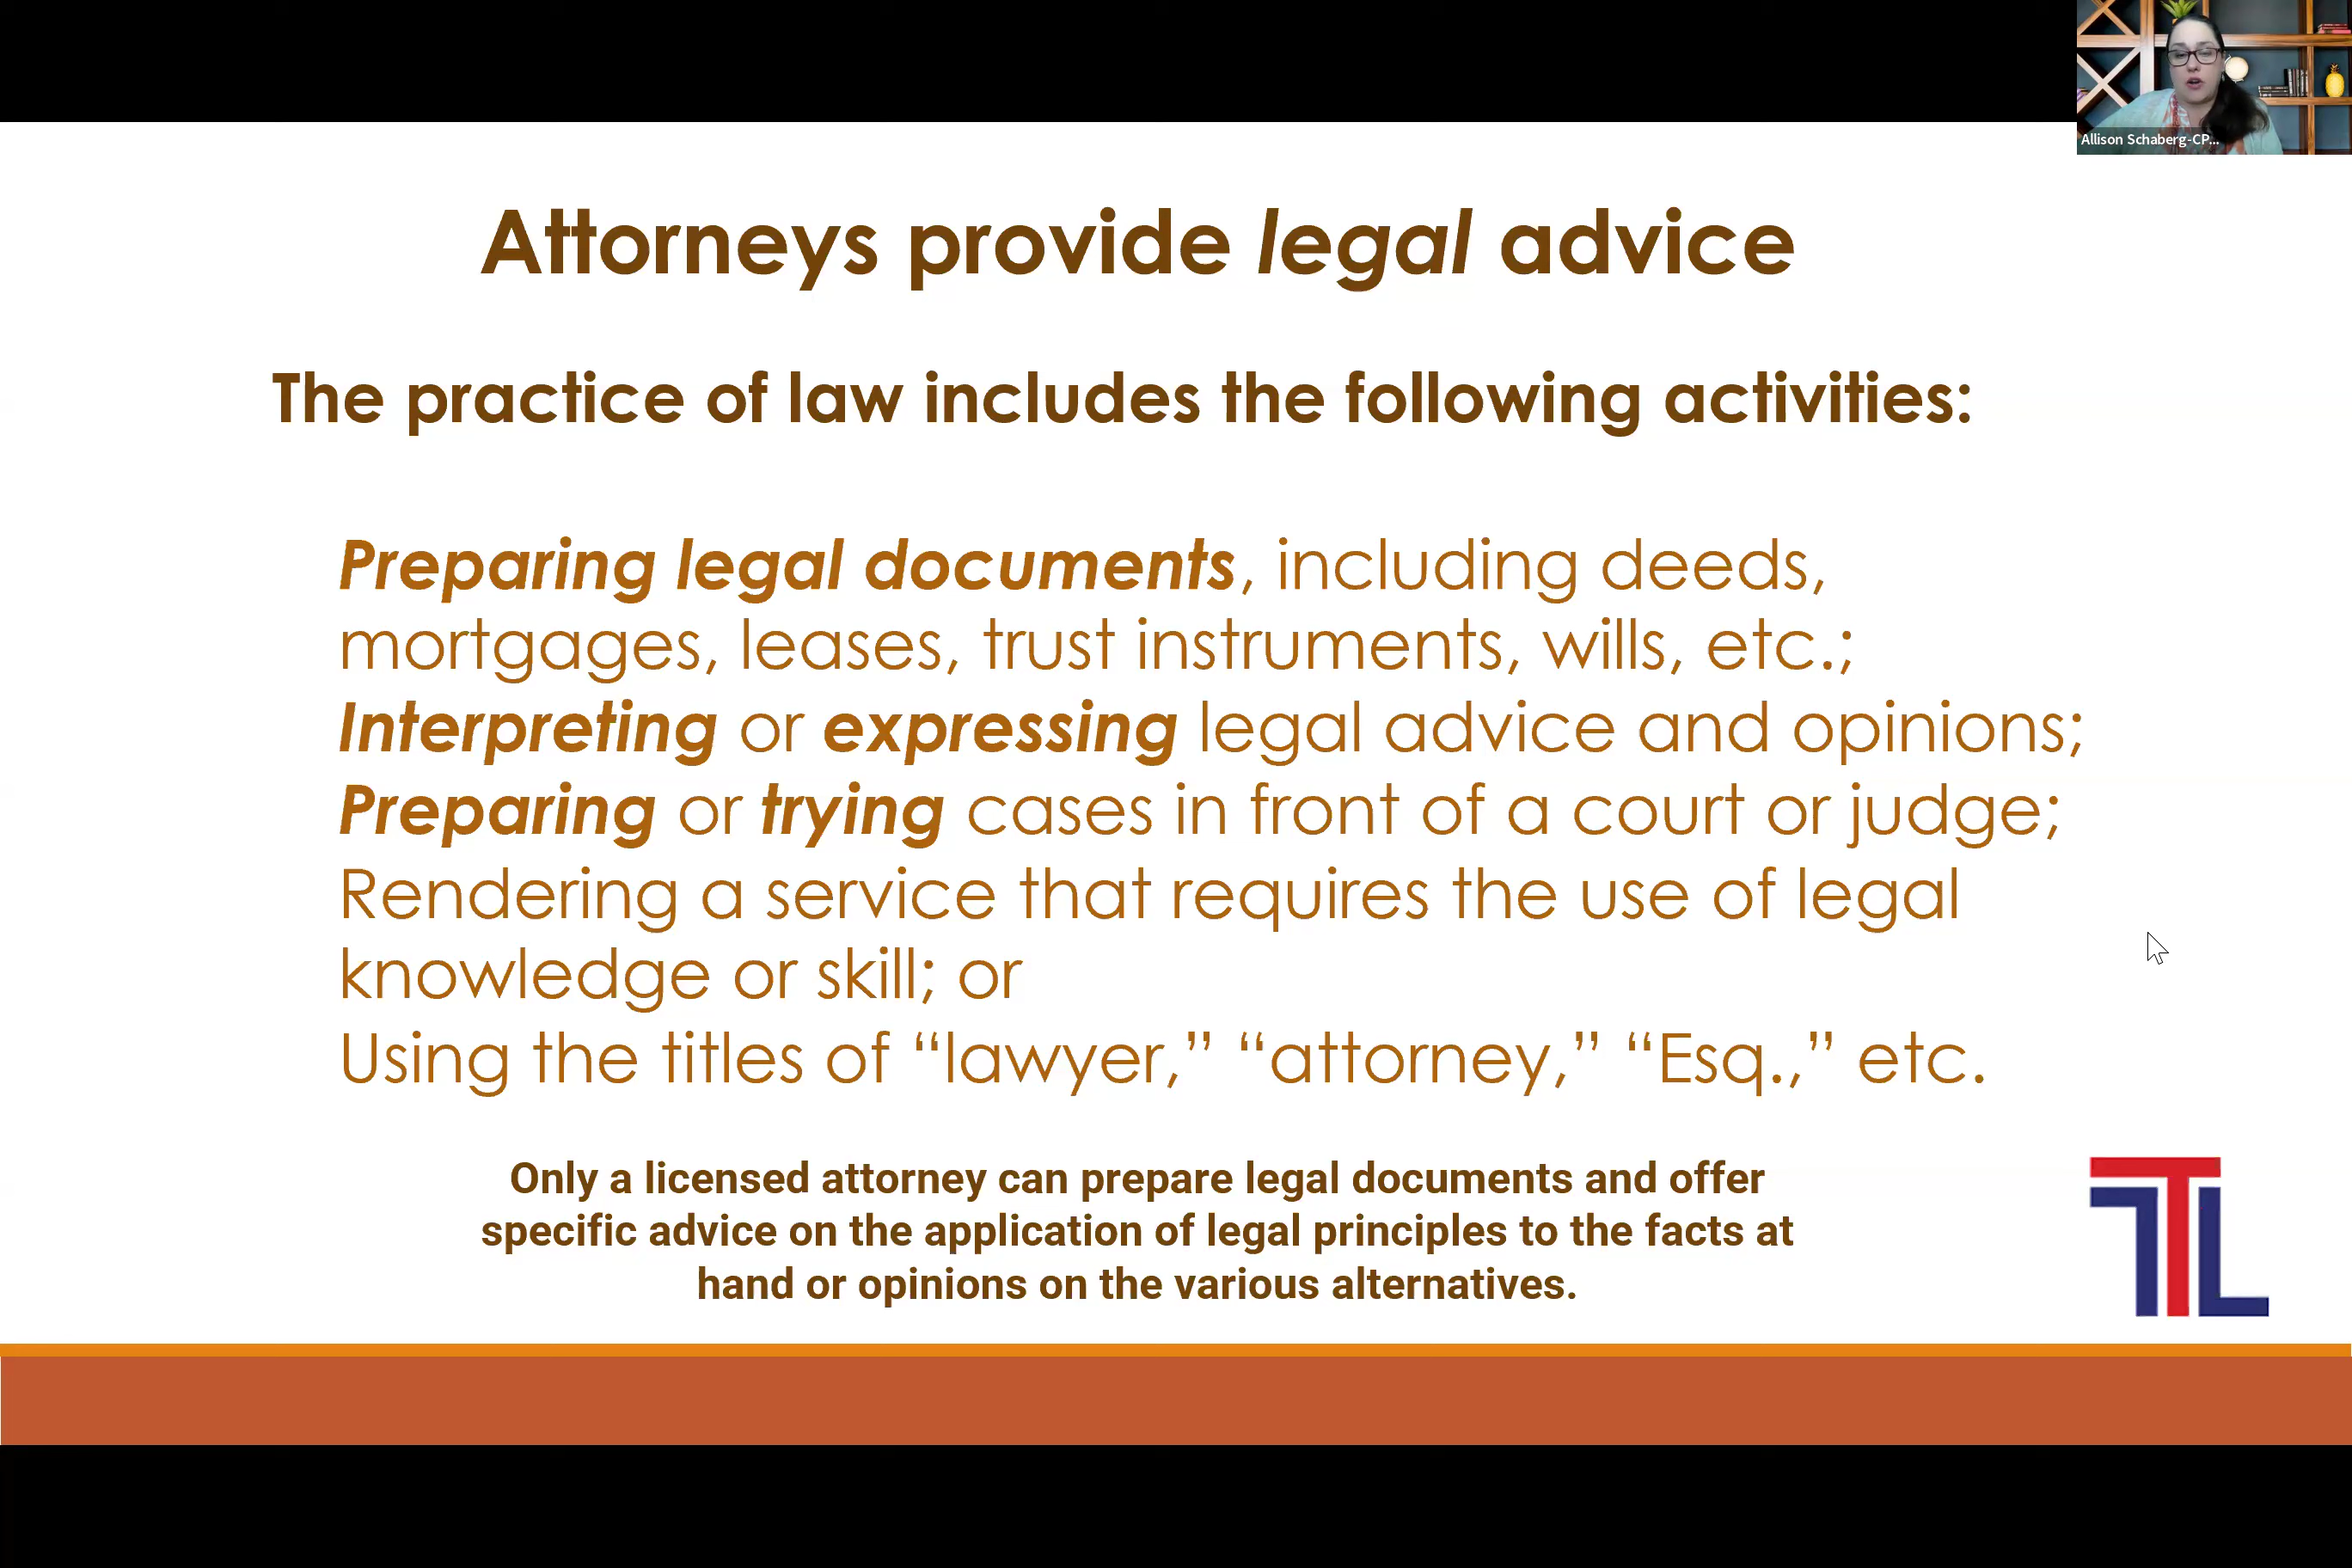 Allison Schaberg-CP...
Attorneys provide legal advice
The practice of law includes the following activities:
Preparing legal documents, including deeds,
mortgages, leases, trust instruments, wills, etc.;
Interpreting or expressing legal advice and opinions;
Preparing or trying cases in front of a court or judge;
Rendering a service that requires the use of legal
knowledge or skill; or
Using the titles of “lawyer,” “attorney,” “Esq.,” etc.
Only a licensed attorney can prepare legal documents and offer
specific advice on the application of legal principles to the facts at
hand or opinions on the various alternatives.
TTL